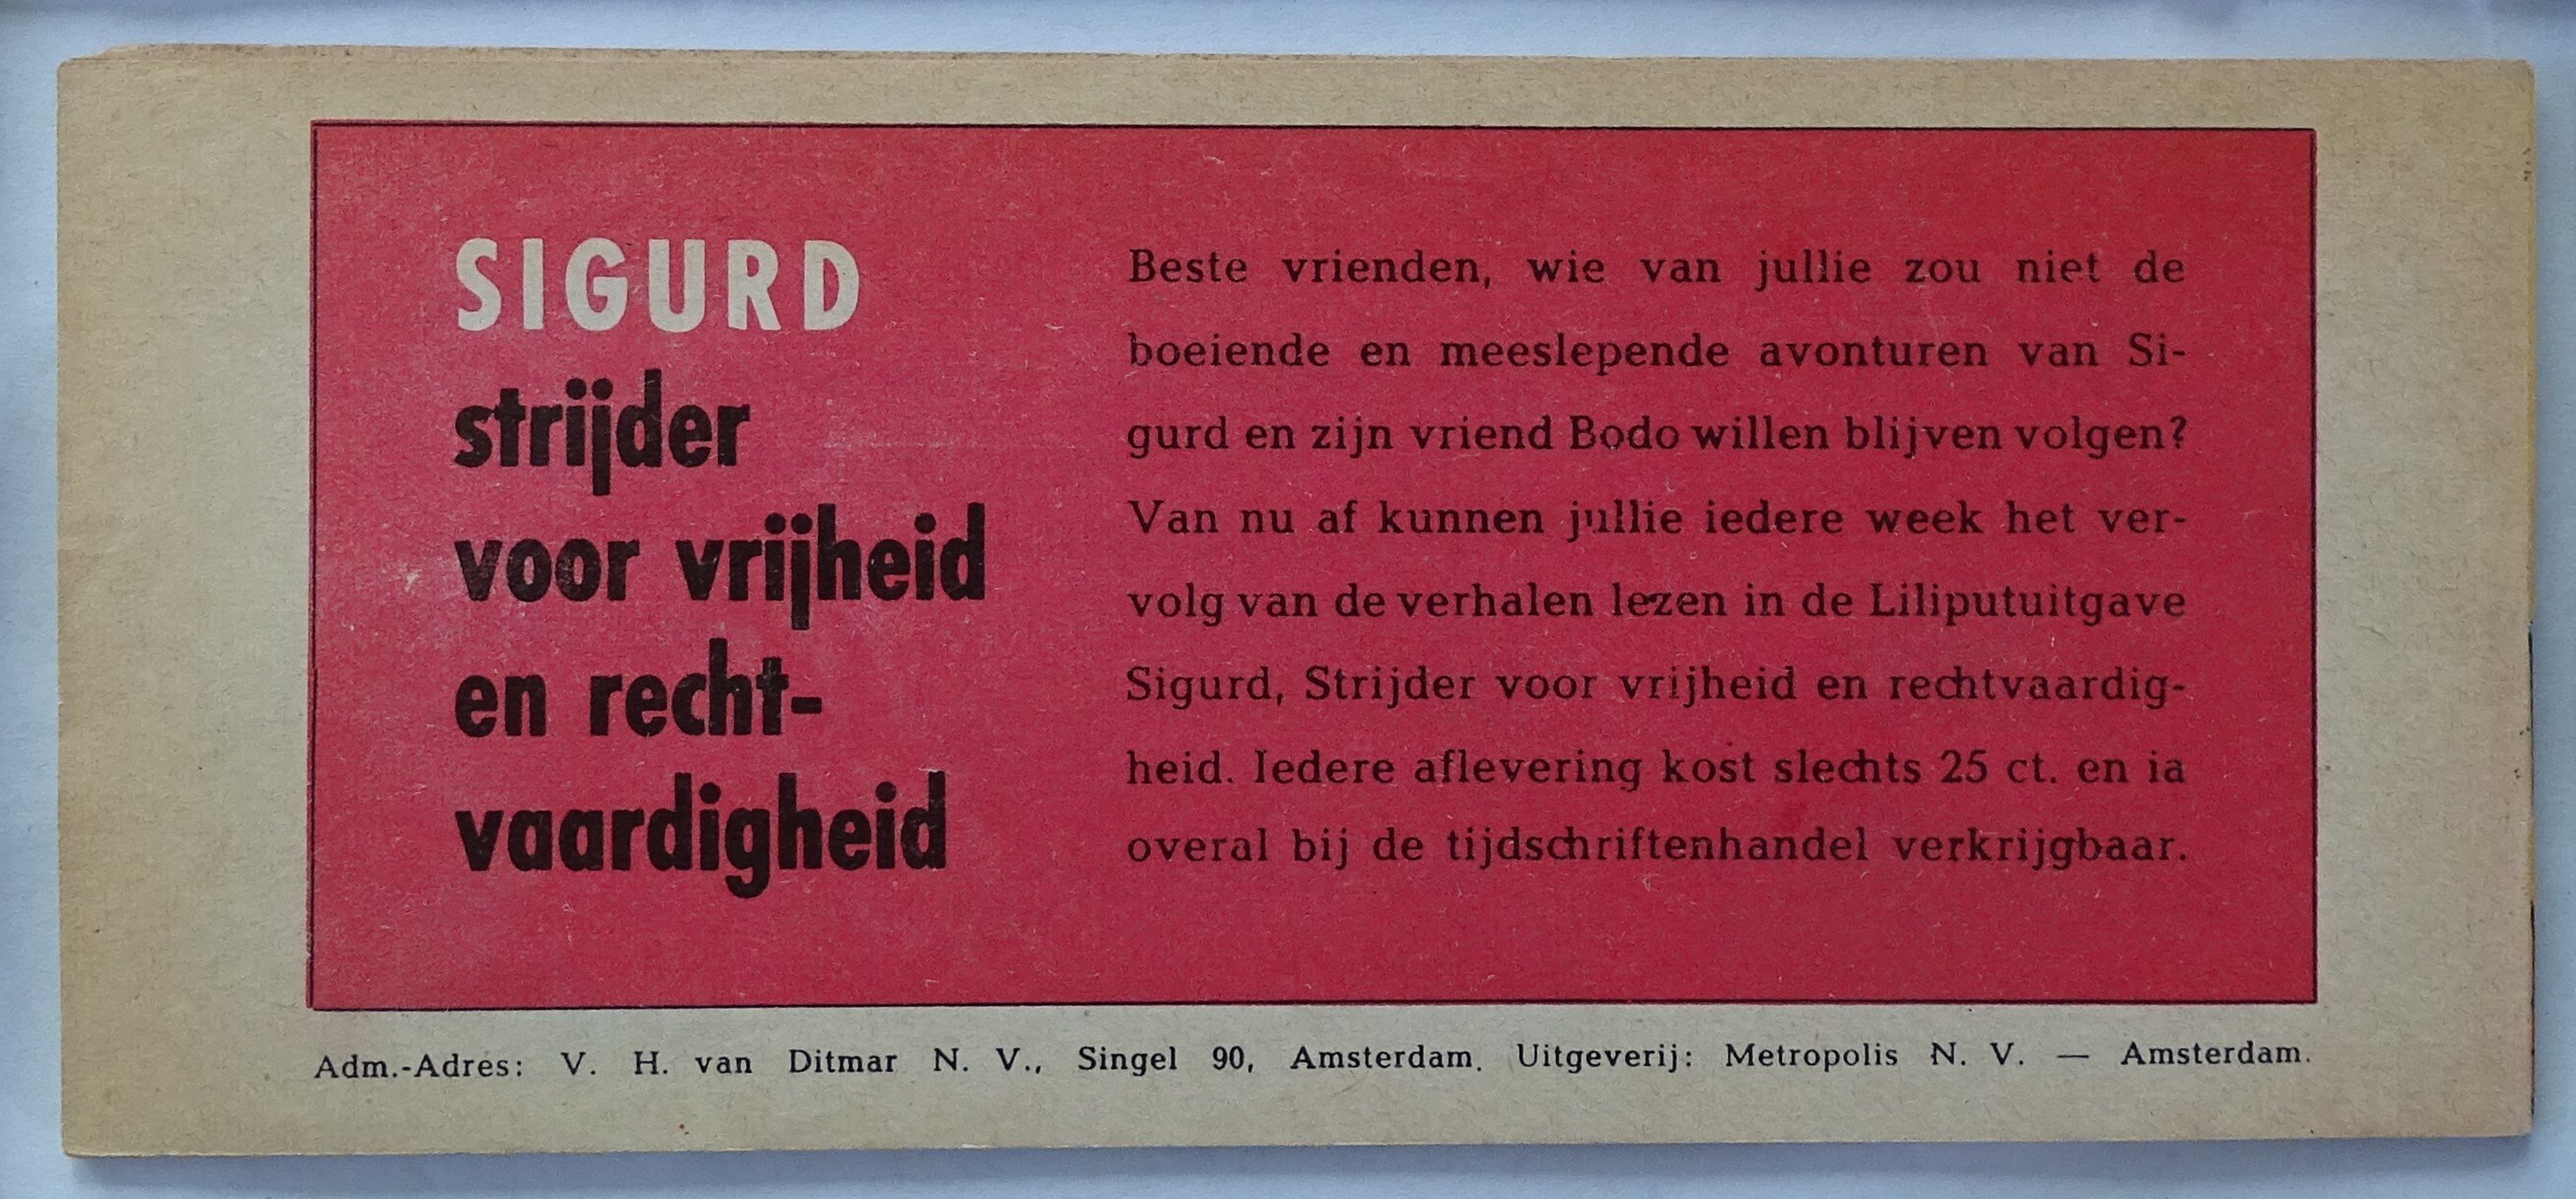 SIGURD
strijder
voor vrijheid
en recht-
vaardigheid
Beste vrienden, wie van jullie zou niet de
boeiende en meeslepende avonturen van Si-
gurd en zijn vriend Bodo willen blijven volgen?
Van nu af kunnen jullie iedere week het ver-
volg van de verhalen lezen in de Liliputuitgave
Sigurd, Strijder voor vrijheid en rechtvaardig-
heid. Iedere aflevering kost slechts 25 ct. en ia
overal bij de tijdschriftenhandel verkrijgbaar.
Adm.-Adres: V. H. van Ditmar N. V., Singel 90, Amsterdam. Uitgeverij: Metropolis N. V. — Amsterdam.